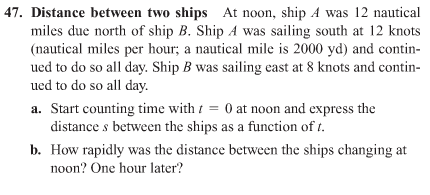 47. Distance between two ships At noon, ship A was 12 nautical
miles due north of ship B. Ship A was sailing south at 12 knots
(nautical miles per hour; a nautical mile is 2000 yd) and contin-
ued to do so all day. Ship B was sailing east at 8 knots and contin-
ued to do so all day.
a. Start counting time with t = 0 at noon and express the
distance s between the ships as a function of t.
b. How rapidly was the distance between the ships changing at
noon? One hour later?